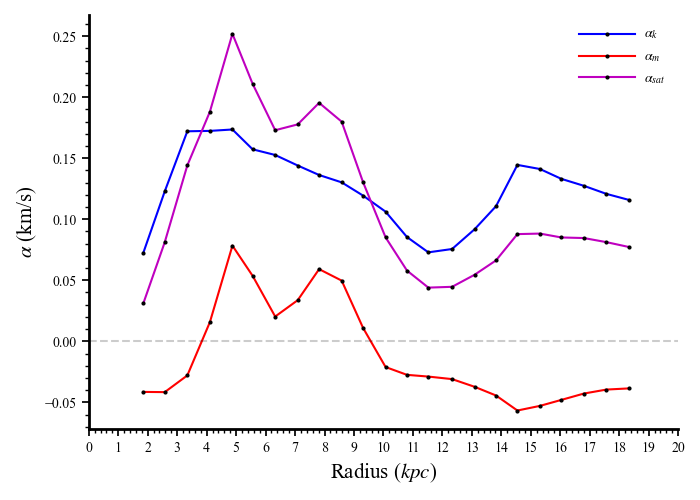 α_k
α_m
α_sat
α (km/s)
0.25
0.20
0.15
0.10
0.05
0.00
−0.05
0 1 2 3 4 5 6 7 8 9 10 11 12 13 14 15 16 17 18 19 20
Radius (kpc)